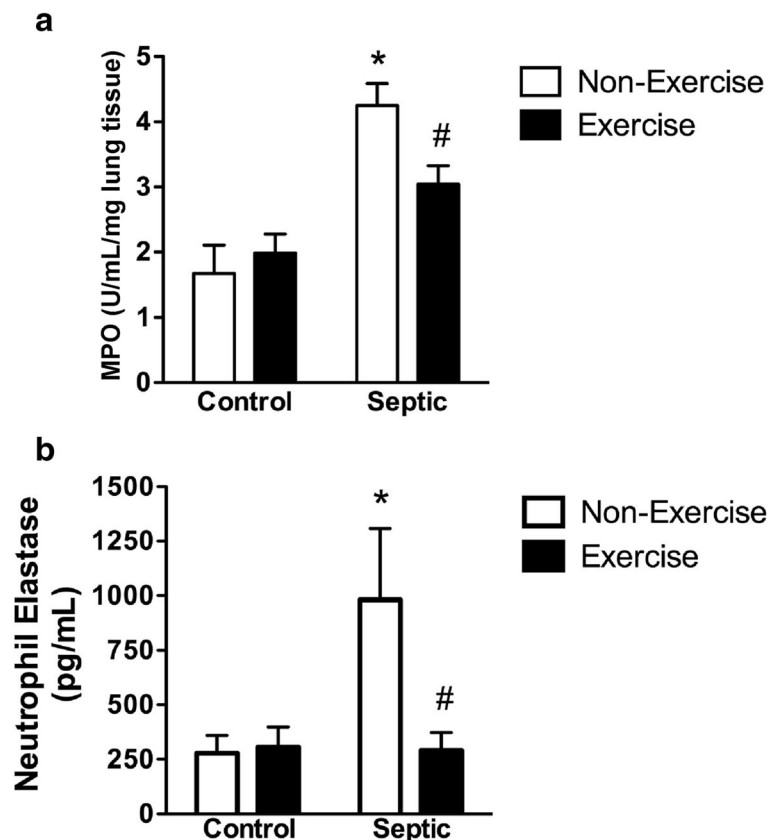 a
5
4
3
2
1
0
MPO (U/mL/mg lung tissue)
*
#
Control Septic
Non-Exercise
Exercise
b
1500
1250
1000
750
500
250
0
Neutrophil Elastase
(pg/mL)
*
#
Control Septic
Non-Exercise
Exercise